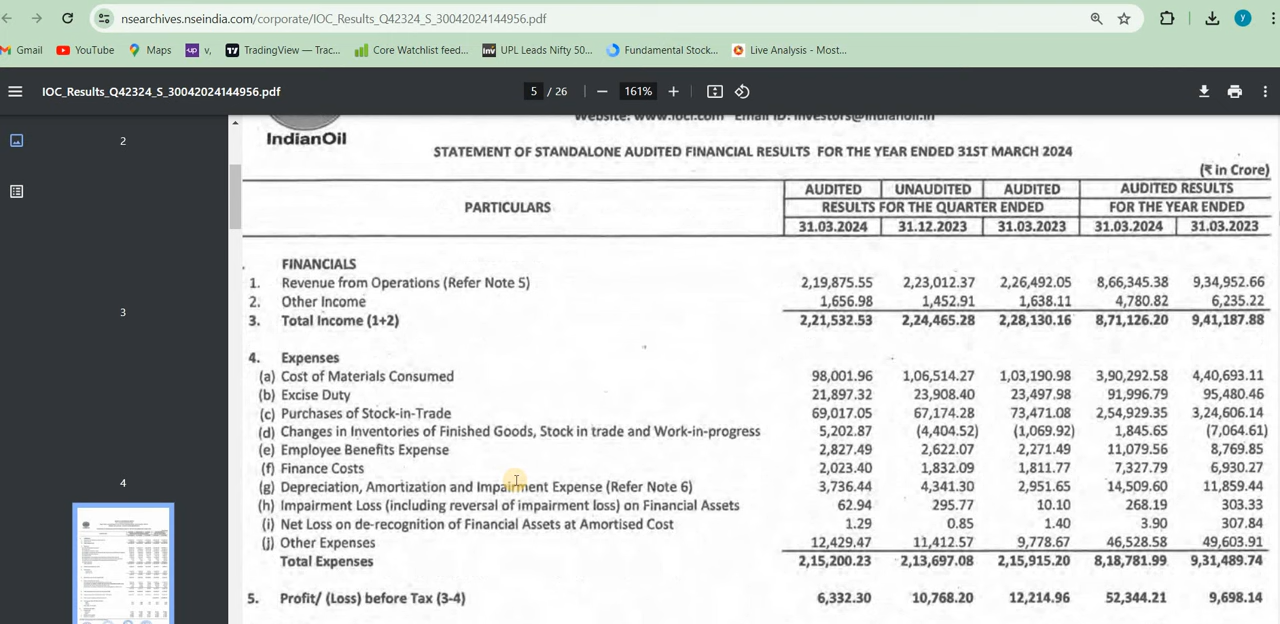 nsearchives.nseindia.com/corporate/IOC_Results_Q42324_S_30042024144956.pdf
y
Gmail YouTube Maps up v, TradingView — Trac... Core Watchlist feed... Inv UPL Leads Nifty 50... Fundamental Stock... Live Analysis - Most...
IOC_Results_Q42324_S_30042024144956.pdf 5 / 26 — 161% +
2
3
4
Website: www.iocl.com Email ID: investors@indianoil.in
IndianOil
STATEMENT OF STANDALONE AUDITED FINANCIAL RESULTS FOR THE YEAR ENDED 31ST MARCH 2024
(₹ in Crore)
PARTICULARS AUDITED UNAUDITED AUDITED AUDITED RESULTS
RESULTS FOR THE QUARTER ENDED FOR THE YEAR ENDED
31.03.2024 31.12.2023 31.03.2023 31.03.2024 31.03.2023
FINANCIALS
1. Revenue from Operations (Refer Note 5) 2,19,875.55 2,23,012.37 2,26,492.05 8,66,345.38 9,34,952.66
2. Other Income 1,656.98 1,452.91 1,638.11 4,780.82 6,235.22
3. Total Income (1+2) 2,21,532.53 2,24,465.28 2,28,130.16 8,71,126.20 9,41,187.88
4. Expenses
(a) Cost of Materials Consumed 98,001.96 1,06,514.27 1,03,190.98 3,90,292.58 4,40,693.11
(b) Excise Duty 21,897.32 23,908.40 23,497.98 91,996.79 95,480.46
(c) Purchases of Stock-in-Trade 69,017.05 67,174.28 73,471.08 2,54,929.35 3,24,606.14
(d) Changes in Inventories of Finished Goods, Stock in trade and Work-in-progress 5,202.87 (4,404.52) (1,069.92) 1,845.65 (7,064.61)
(e) Employee Benefits Expense 2,827.49 2,622.07 2,271.49 11,079.56 8,769.85
(f) Finance Costs 2,023.40 1,832.09 1,811.77 7,327.79 6,930.27
(g) Depreciation, Amortization and Impairment Expense (Refer Note 6) 3,736.44 4,341.30 2,951.65 14,509.60 11,859.44
(h) Impairment Loss (including reversal of impairment loss) on Financial Assets 62.94 295.77 10.10 268.19 303.33
(i) Net Loss on de-recognition of Financial Assets at Amortised Cost 1.29 0.85 1.40 3.90 307.84
(j) Other Expenses 12,429.47 11,412.57 9,778.67 46,528.58 49,603.91
Total Expenses 2,15,200.23 2,13,697.08 2,15,915.20 8,18,781.99 9,31,489.74
5. Profit/ (Loss) before Tax (3-4) 6,332.30 10,768.20 12,214.96 52,344.21 9,698.14